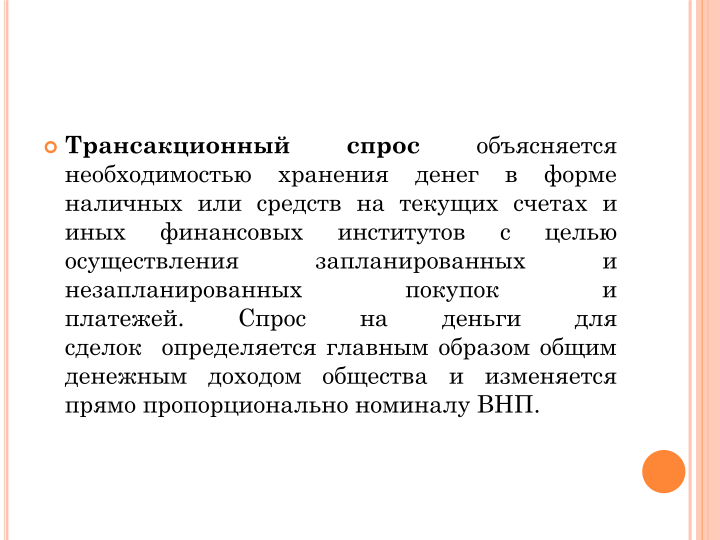 Трансакционный спрос объясняется
необходимостью хранения денег в форме
наличных или средств на текущих счетах и
иных финансовых институтов с целью
осуществления запланированных и
незапланированных покупок и
платежей. Спрос на деньги для
сделок определяется главным образом общим
денежным доходом общества и изменяется
прямо пропорционально номиналу ВНП.